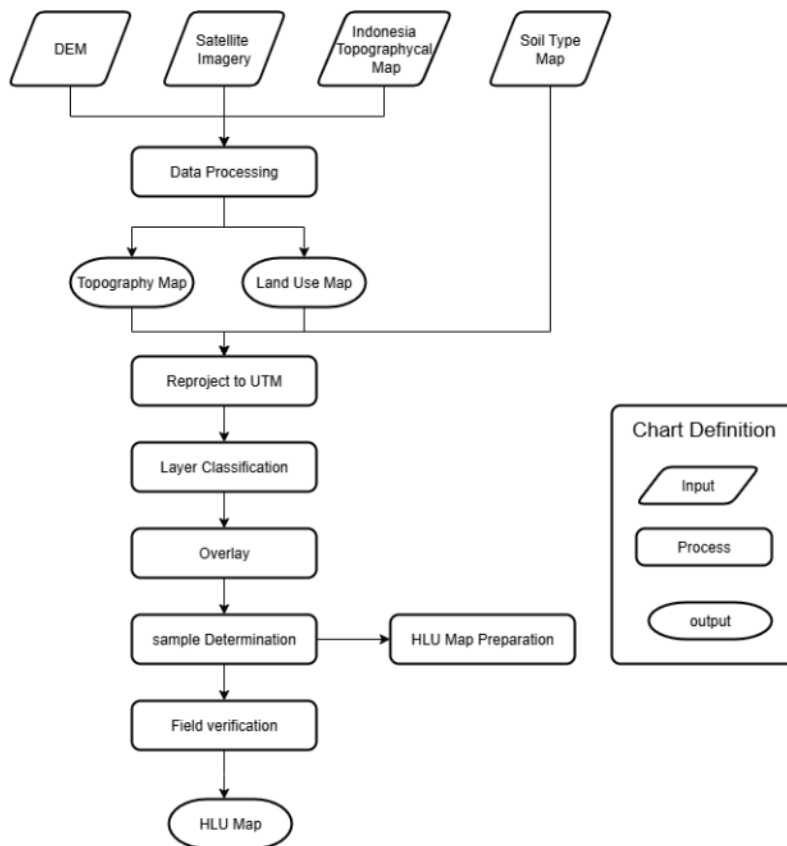 DEM
Satellite
Imagery
Indonesia
Topographycal
Map
Soil Type
Map
Data Processing
Topography Map
Land Use Map
Reproject to UTM
Layer Classification
Overlay
sample Determination
HLU Map Preparation
Field verification
HLU Map
Chart Definition
Input
Process
output